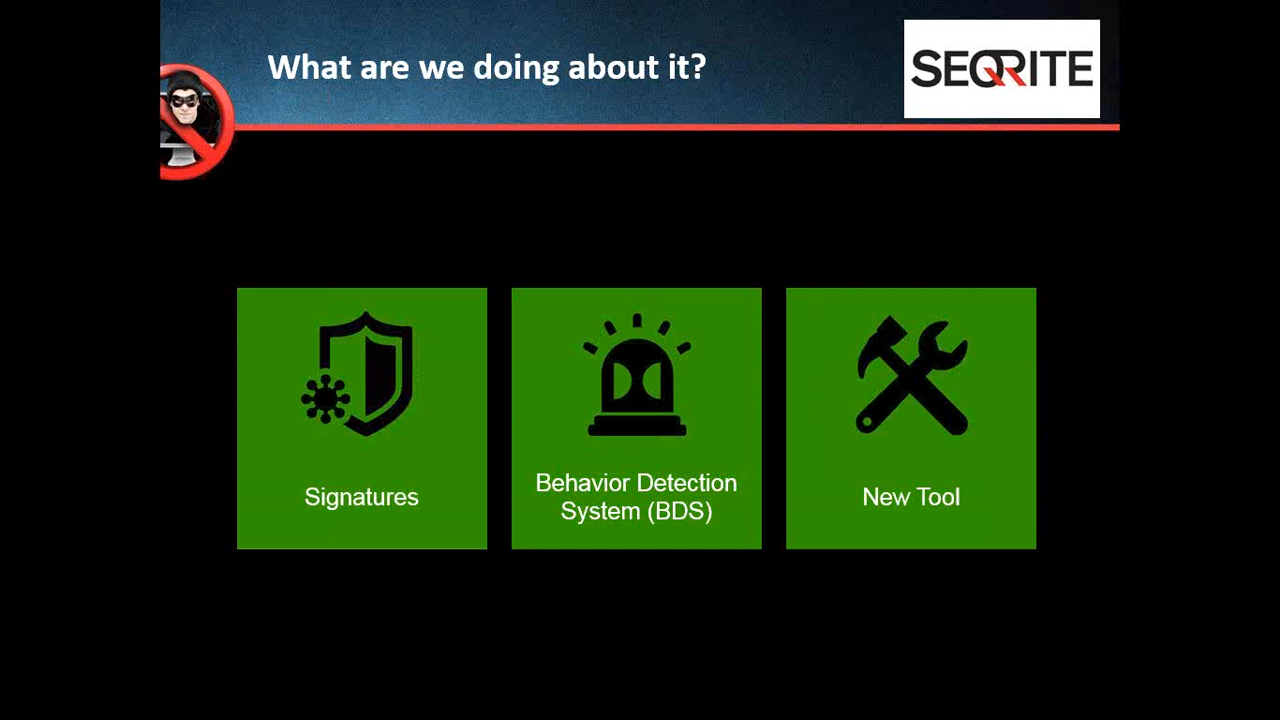 What are we doing about it?
SEQRITE
Signatures
Behavior Detection
System (BDS)
New Tool